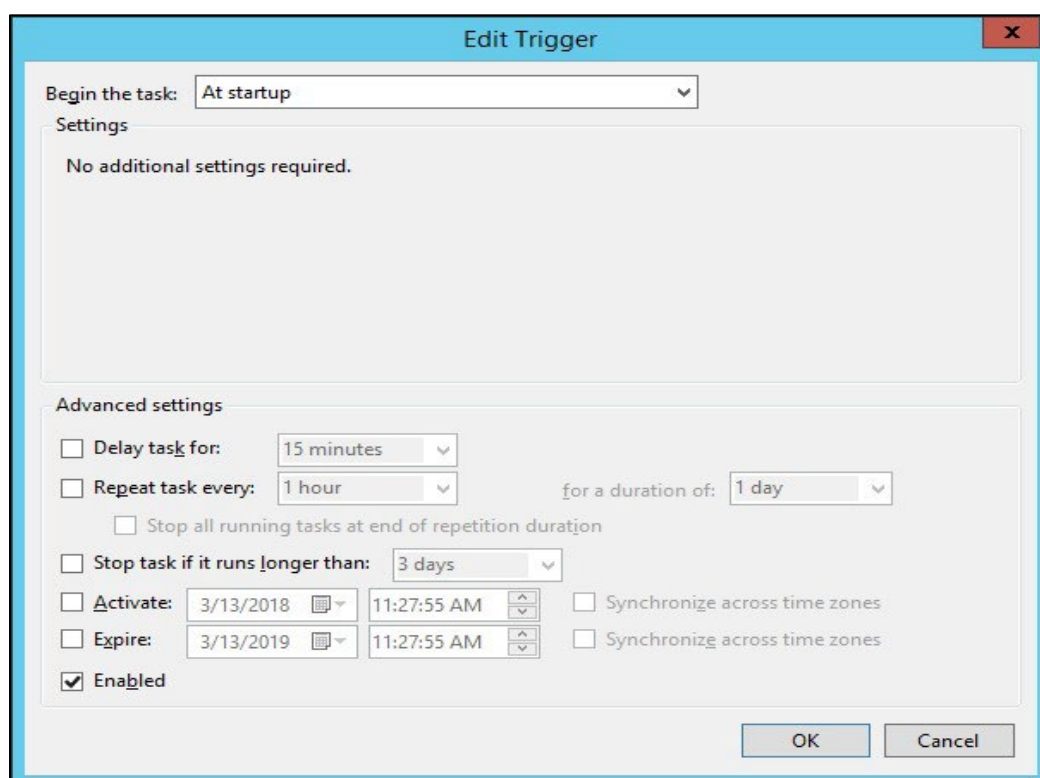 Edit Trigger
x
Begin the task: At startup
Settings
No additional settings required.
Advanced settings
Delay task for: 15 minutes
Repeat task every: 1 hour for a duration of: 1 day
Stop all running tasks at end of repetition duration
Stop task if it runs longer than: 3 days
Activate: 3/13/2018 11:27:55 AM Synchronize across time zones
Expire: 3/13/2019 11:27:55 AM Synchronize across time zones
Enabled
OK Cancel